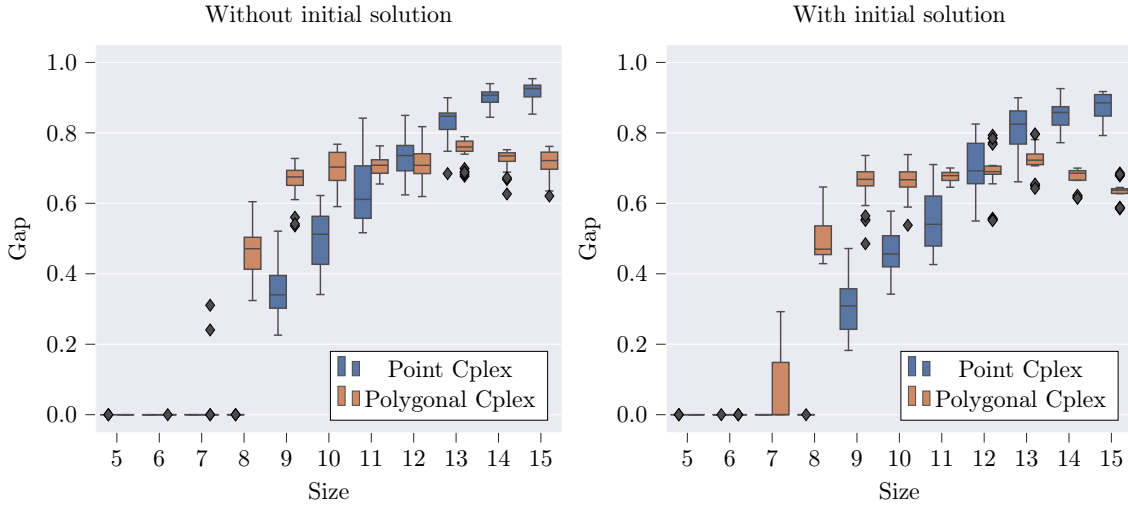 Without initial solution
1.0
0.8
0.6
0.4
0.2
0.0
Gap
5 6 7 8 9 10 11 12 13 14 15
Size
Point Cplex
Polygonal Cplex
With initial solution
1.0
0.8
0.6
0.4
0.2
0.0
Gap
5 6 7 8 9 10 11 12 13 14 15
Size
Point Cplex
Polygonal Cplex